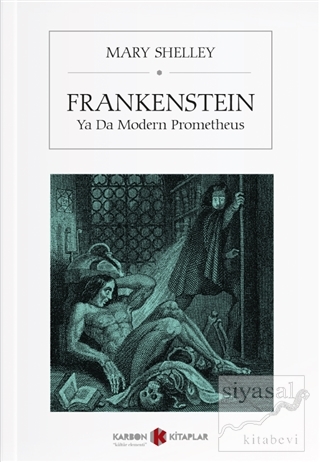 MARY SHELLEY
FRANKENSTEIN
Ya Da Modern Prometheus
siyasal
kitabevi
KARBON K KİTAPLAR